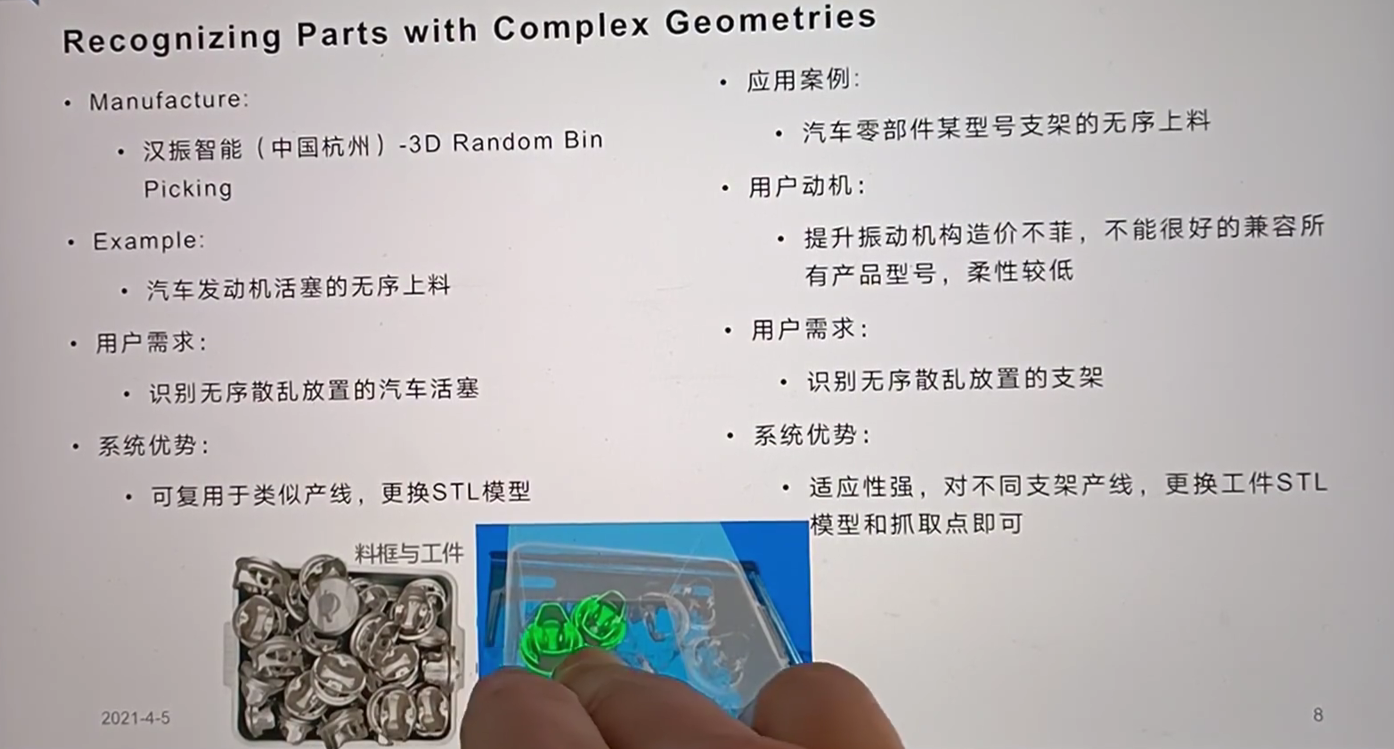 Recognizing Parts with Complex Geometries
• Manufacture:
• 汉振智能（中国杭州）-3D Random Bin
Picking
• Example:
• 汽车发动机活塞的无序上料
• 用户需求：
• 识别无序散乱放置的汽车活塞
• 系统优势：
• 可复用于类似产线，更换STL模型
料框与工件
• 应用案例:
• 汽车零部件某型号支架的无序上料
• 用户动机：
• 提升振动机构造价不菲，不能很好的兼容所
有产品型号，柔性较低
• 用户需求：
• 识别无序散乱放置的支架
• 系统优势：
• 适应性强，对不同支架产线，更换工件STL
模型和抓取点即可
2021-4-5
8